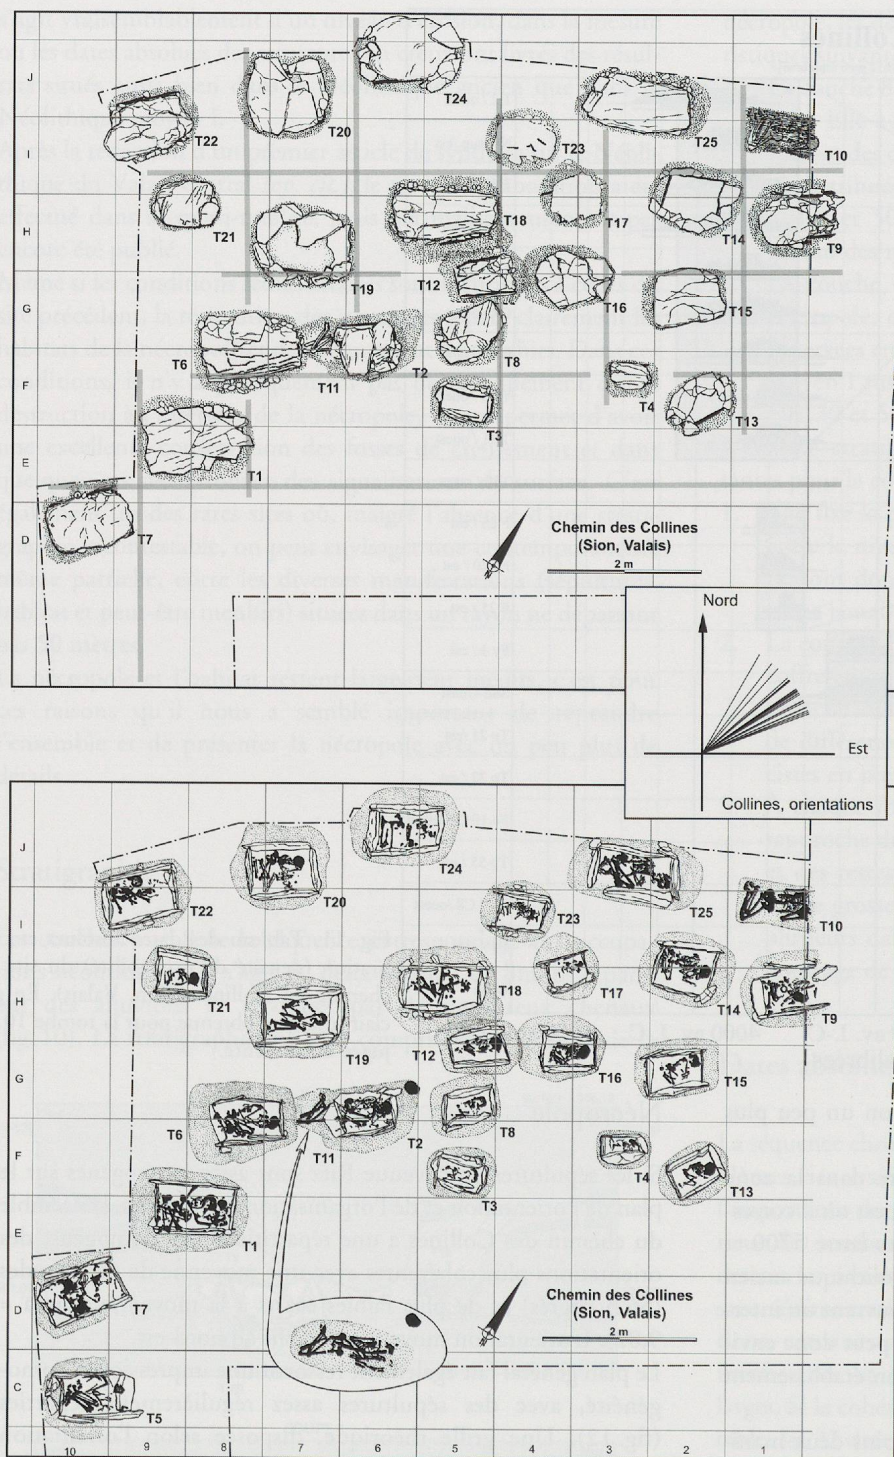 J
H
G
F
E
D
T22
T20
T24
T23
T25
T10
T21
T18
T17
T14
T9
T19
T12
T16
T15
T6
T11
T2
T8
T4
T3
T13
T1
T7
Chemin des Collines
(Sion, Valais)
2 m
Nord
Est
Collines, orientations
J
I
H
G
F
E
D
C
T22
T20
T24
T23
T25
T10
T21
T18
T17
T14
T9
T19
T12
T16
T15
T6
T11
T2
T8
T4
T3
T13
T1
T7
T5
Chemin des Collines
(Sion, Valais)
2 m
10 9 8 7 6 5 4 3 2 1